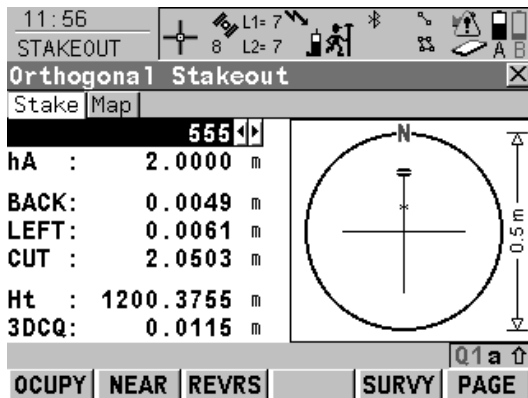 11:56
STAKEOUT
8
L1= 7
L2= 7
A B
Orthogonal Stakeout
Stake Map
555
hA : 2.0000 m
BACK: 0.0049 m
LEFT: 0.0061 m
CUT : 2.0503 m
Ht : 1200.3755 m
3DCQ: 0.0115 m
N
0.5 m
Q1 a
OCUPY NEAR REVRS SURVY PAGE